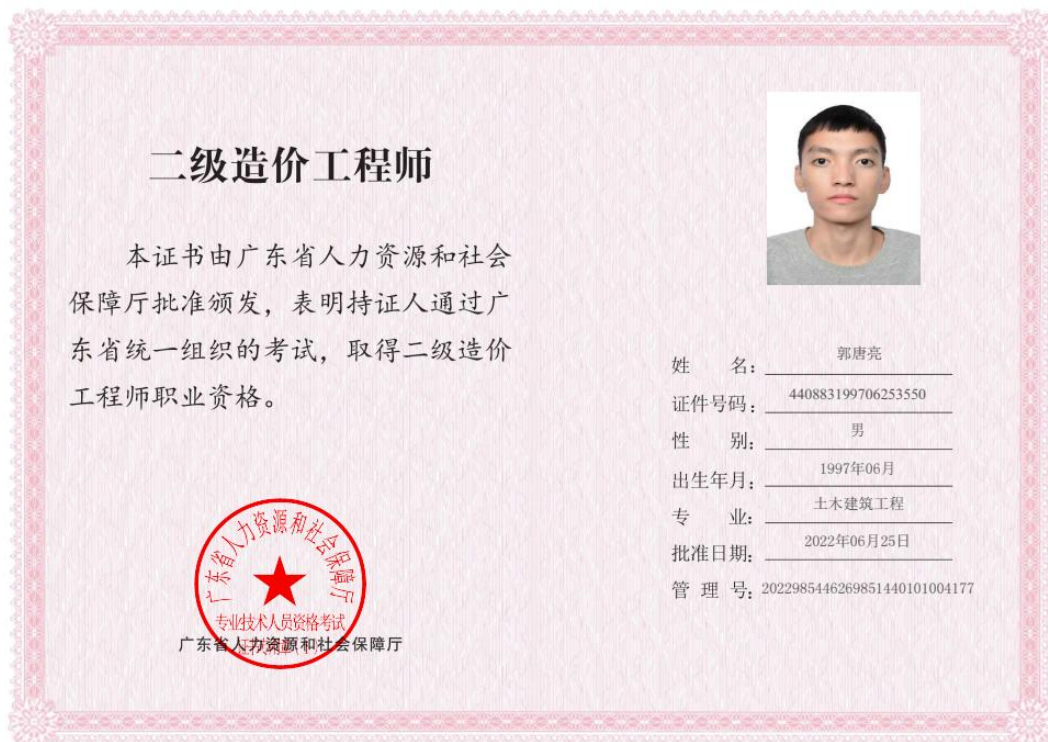 二级造价工程师
本证书由广东省人力资源和社会
保障厅批准颁发，表明持证人通过广
东省统一组织的考试，取得二级造价
工程师职业资格。
广东省人力资源和社会保障厅
专业技术人员资格考试
广东省人力资源和社会保障厅
姓 名：郭唐亮
证件号码：440883199706253550
性 别：男
出生年月：1997年06月
专 业：土木建筑工程
批准日期：2022年06月25日
管 理 号：20229854462698514401​01004177